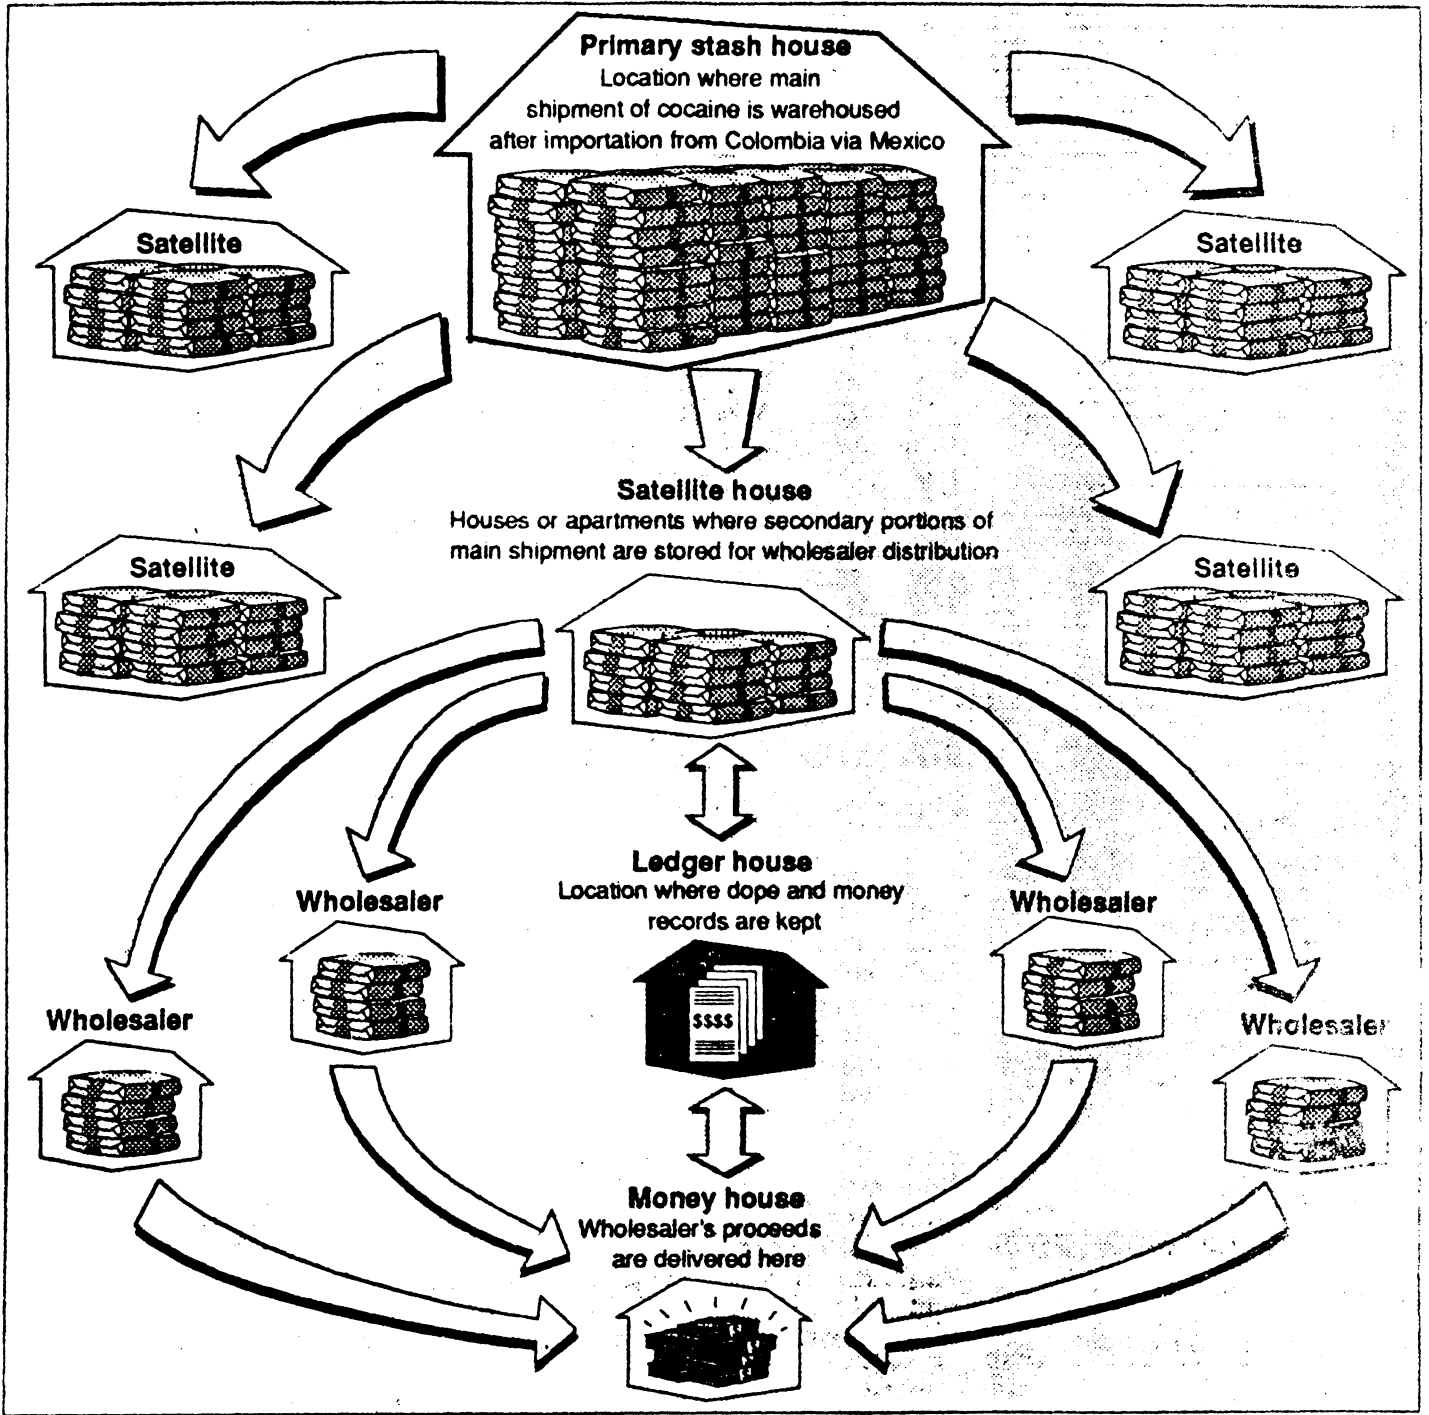 Primary stash house
Location where main
shipment of cocaine is warehoused
after importation from Colombia via Mexico
Satellite
Satellite
Satellite house
Houses or apartments where secondary portions of
main shipment are stored for wholesaler distribution
Satellite
Satellite
Ledger house
Location where dope and money
records are kept
Wholesaler
Wholesaler
$$$$
Wholesaler
Wholesaler
Money house
Wholesaler's proceeds
are delivered here